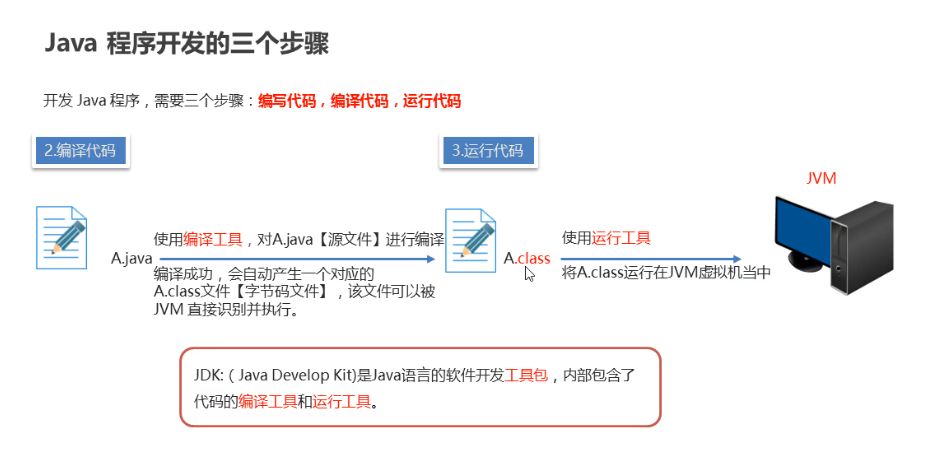 Java 程序开发的三个步骤
开发 Java 程序，需要三个步骤：编写代码，编译代码，运行代码
2.编译代码
3.运行代码
JVM
使用编译工具，对A.java【源文件】进行编译
A.java
编译成功，会自动产生一个对应的
A.class文件【字节码文件】，该文件可以被
JVM 直接识别并执行。
A.class
使用运行工具
将A.class运行在JVM虚拟机当中
JDK:（Java Develop Kit)是Java语言的软件开发工具包，内部包含了
代码的编译工具和运行工具。